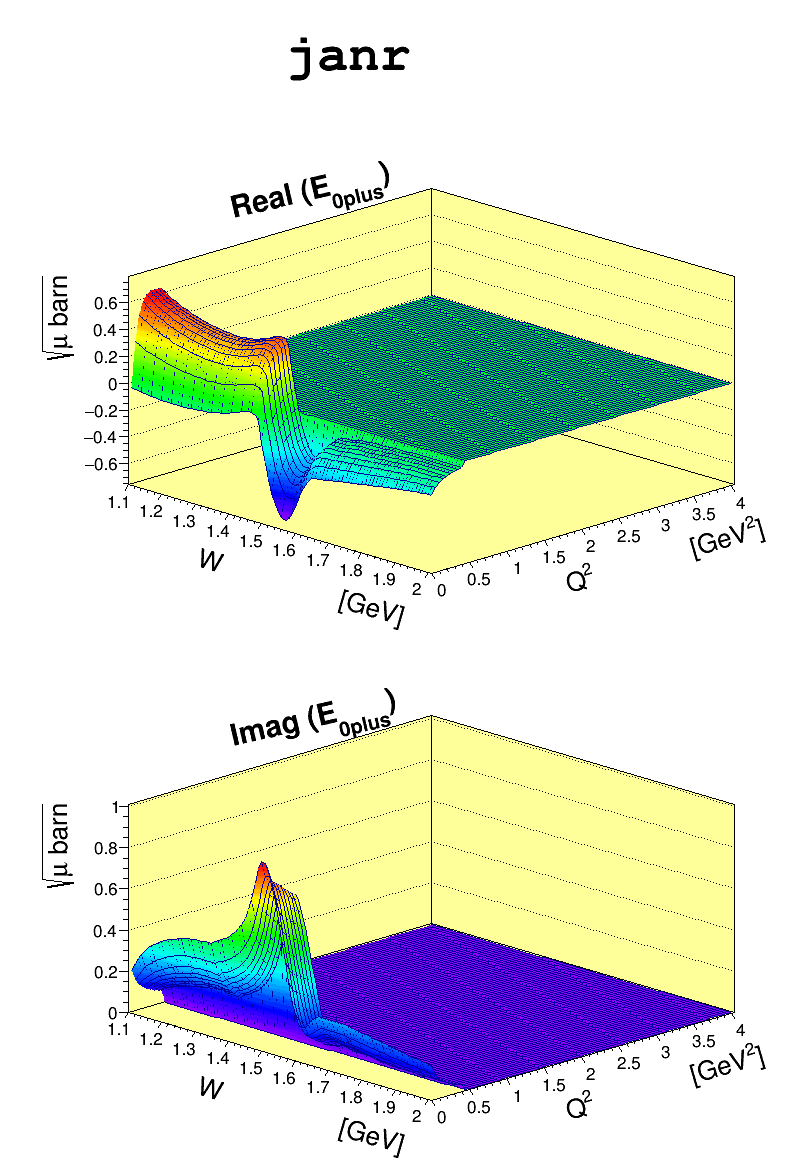 janr
Real (E0plus)
√μ barn
0.6
0.4
0.2
0
−0.2
−0.4
−0.6
1.1 1.2 1.3 1.4 1.5 1.6 1.7 1.8 1.9 2
W
[GeV]
0 0.5 1 1.5 2 2.5 3 3.5 4
Q2
[GeV2]
Imag (E0plus)
√μ barn
1
0.8
0.6
0.4
0.2
0
1.1 1.2 1.3 1.4 1.5 1.6 1.7 1.8 1.9 2
W
[GeV]
0 0.5 1 1.5 2 2.5 3 3.5 4
Q2
[GeV2]